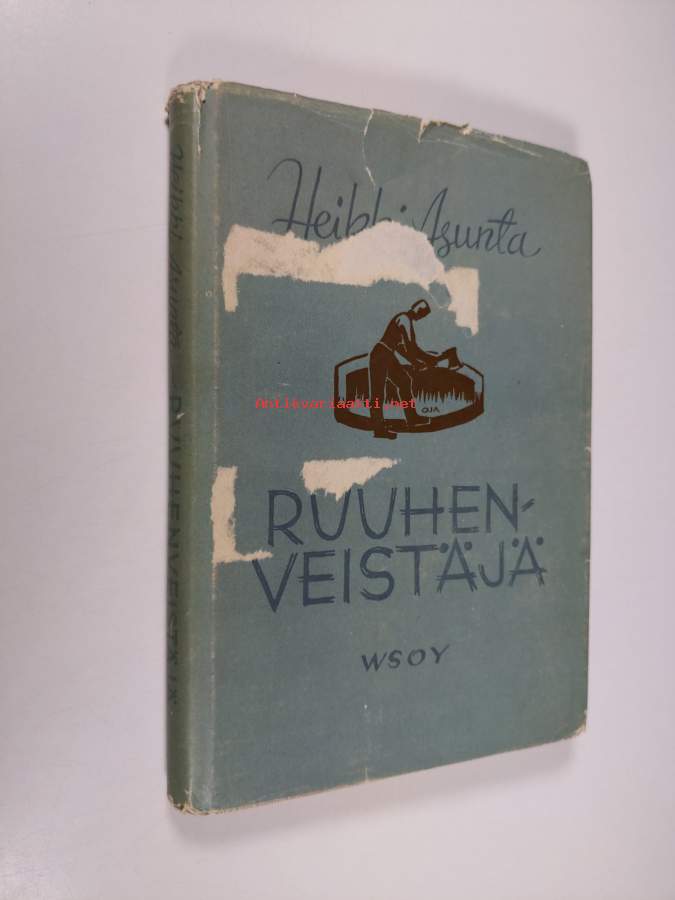 Heikki Asunta
OJA
Antikvariaatti.net
RUUHEN-
VEISTÄJÄ
WSOY
Heikki Asunta RUUHENVEISTÄJÄ